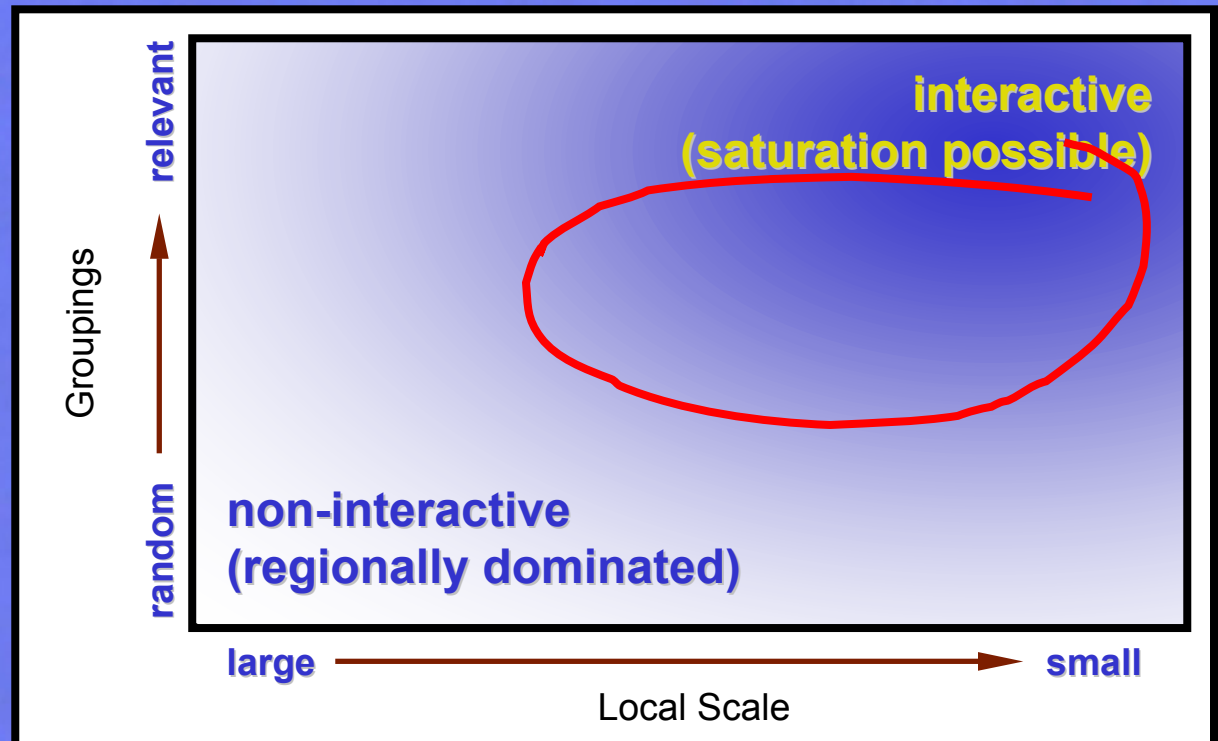 relevant
Groupings
random
interactive
(saturation possible)
non-interactive
(regionally dominated)
large
small
Local Scale